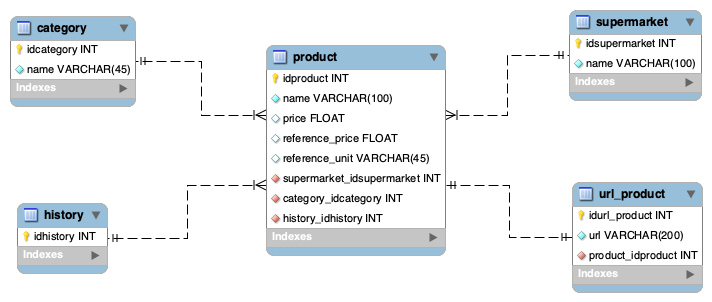 category
idcategory INT
name VARCHAR(45)
Indexes
product
idproduct INT
name VARCHAR(100)
price FLOAT
reference_price FLOAT
reference_unit VARCHAR(45)
supermarket_idsupermarket INT
category_idcategory INT
history_idhistory INT
Indexes
supermarket
idsupermarket INT
name VARCHAR(100)
Indexes
history
idhistory INT
Indexes
url_product
idurl_product INT
url VARCHAR(200)
product_idproduct INT
Indexes